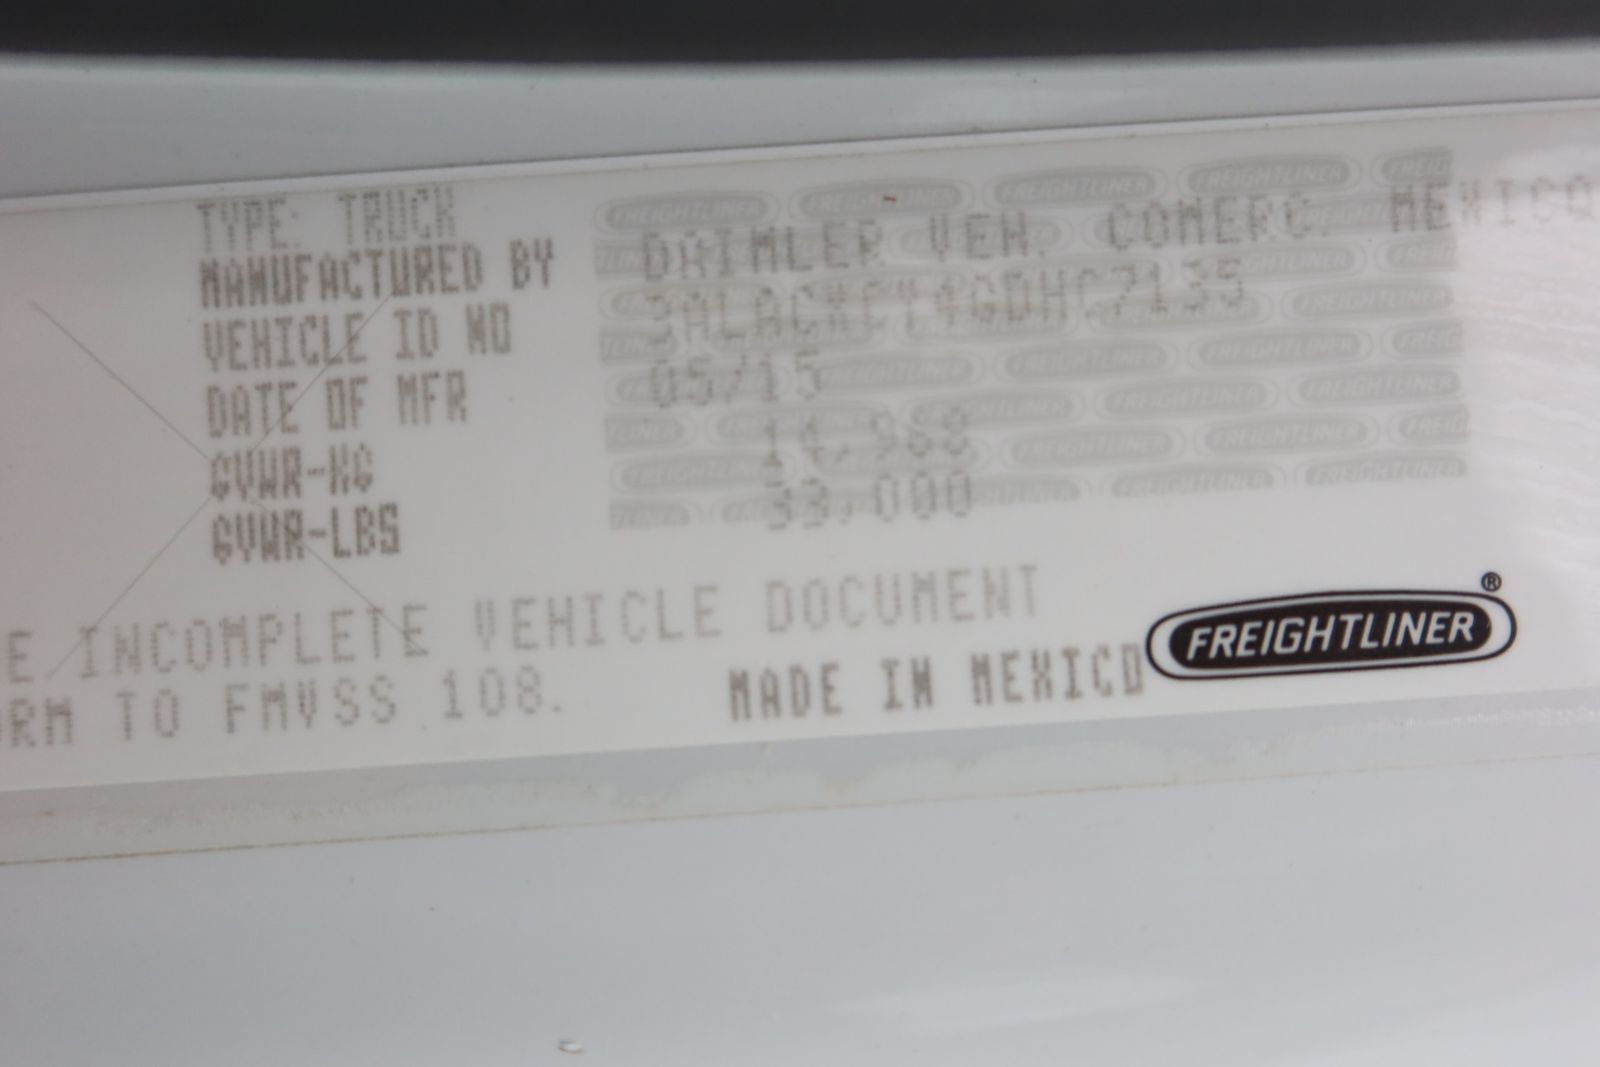 TYPE: TRUCK
MANUFACTURED BY DAIMLER VEH. COMERC. MEXICO
VEHICLE ID NO 3ALACXCY4GDHC7135
DATE OF MFR 05/15
GVWR-KG 14,968
GVWR-LBS 33,000
E INCOMPLETE VEHICLE DOCUMENT
ORM TO FMVSS 108. MADE IN MEXICO
FREIGHTLINER®